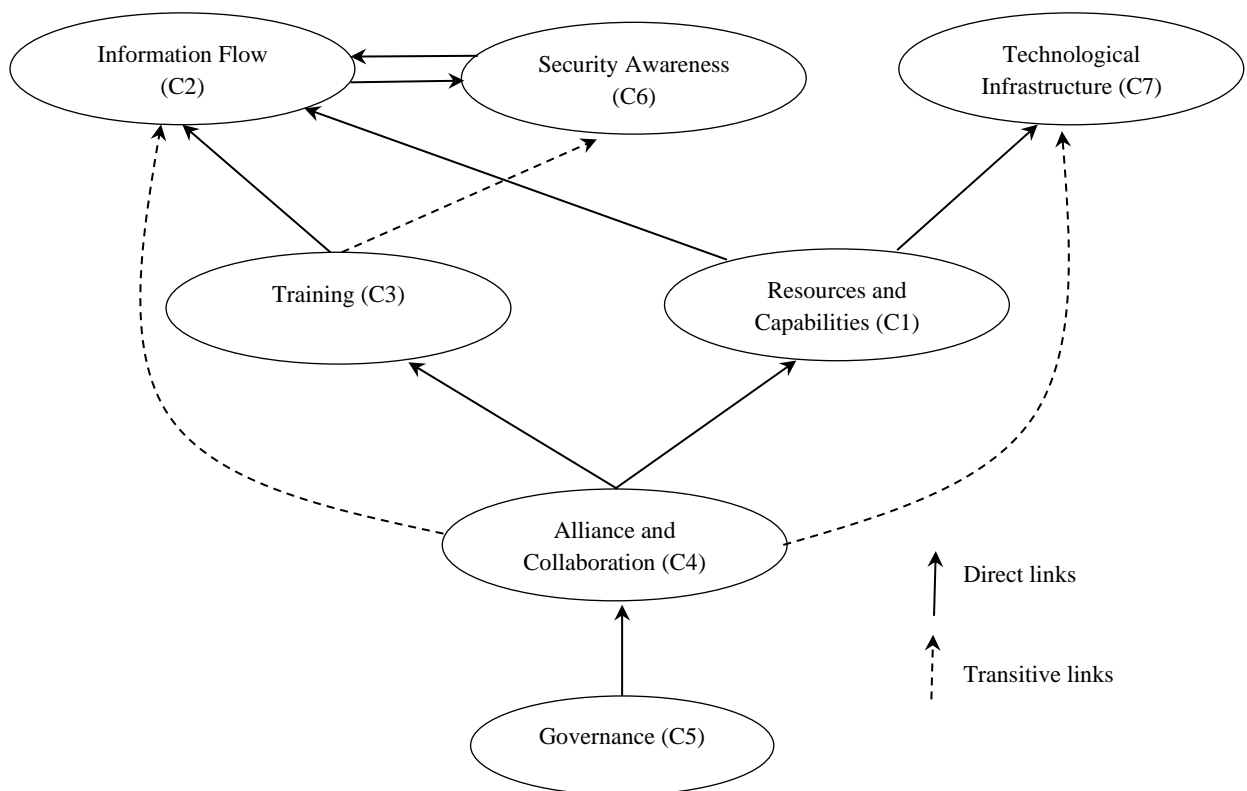 Information Flow
(C2)
Security Awareness
(C6)
Technological
Infrastructure (C7)
Training (C3)
Resources and
Capabilities (C1)
Alliance and
Collaboration (C4)
Direct links
Transitive links
Governance (C5)